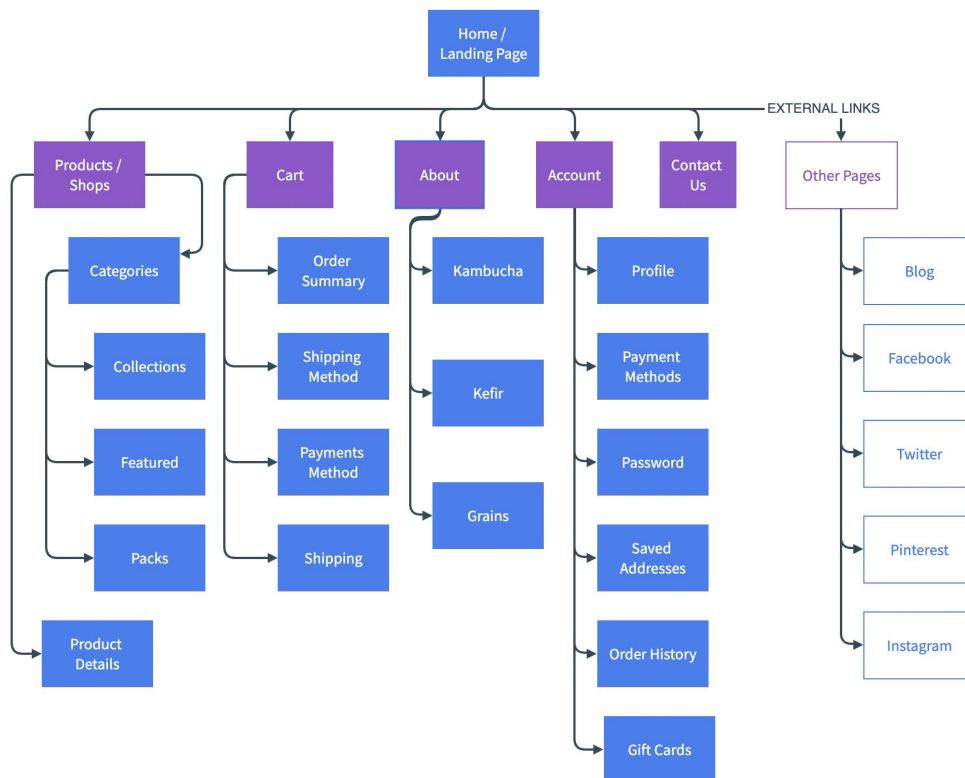 Home /
Landing Page
EXTERNAL LINKS
Products /
Shops
Cart
About
Account
Contact
Us
Other Pages
Categories
Collections
Featured
Packs
Product
Details
Order
Summary
Shipping
Method
Payments
Method
Shipping
Kambucha
Kefir
Grains
Profile
Payment
Methods
Password
Saved
Addresses
Order History
Gift Cards
Blog
Facebook
Twitter
Pinterest
Instagram